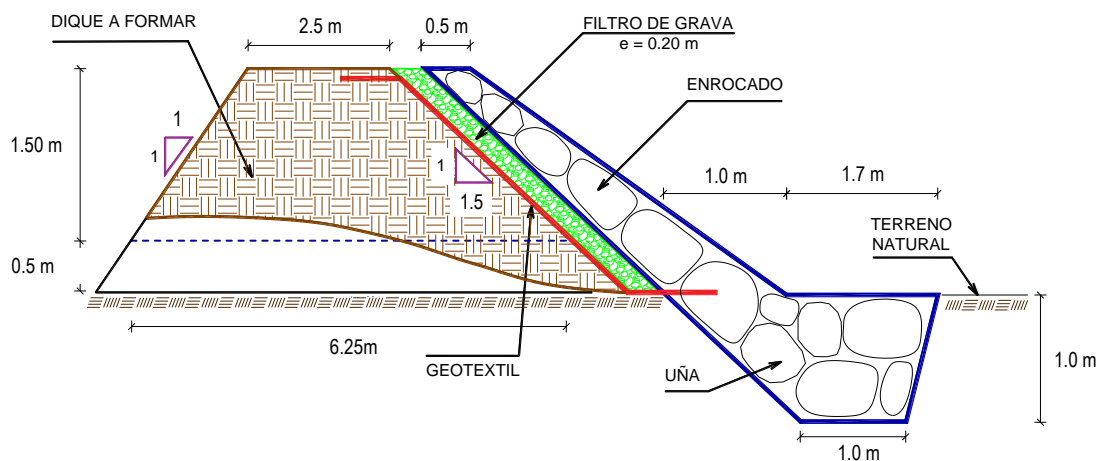 DIQUE A FORMAR
2.5 m
0.5 m
FILTRO DE GRAVA
e = 0.20 m
ENROCADO
1
1
1.50 m
1
1.5
1.0 m
1.7 m
TERRENO
NATURAL
0.5 m
6.25m
GEOTEXTIL
UÑA
1.0 m
1.0 m